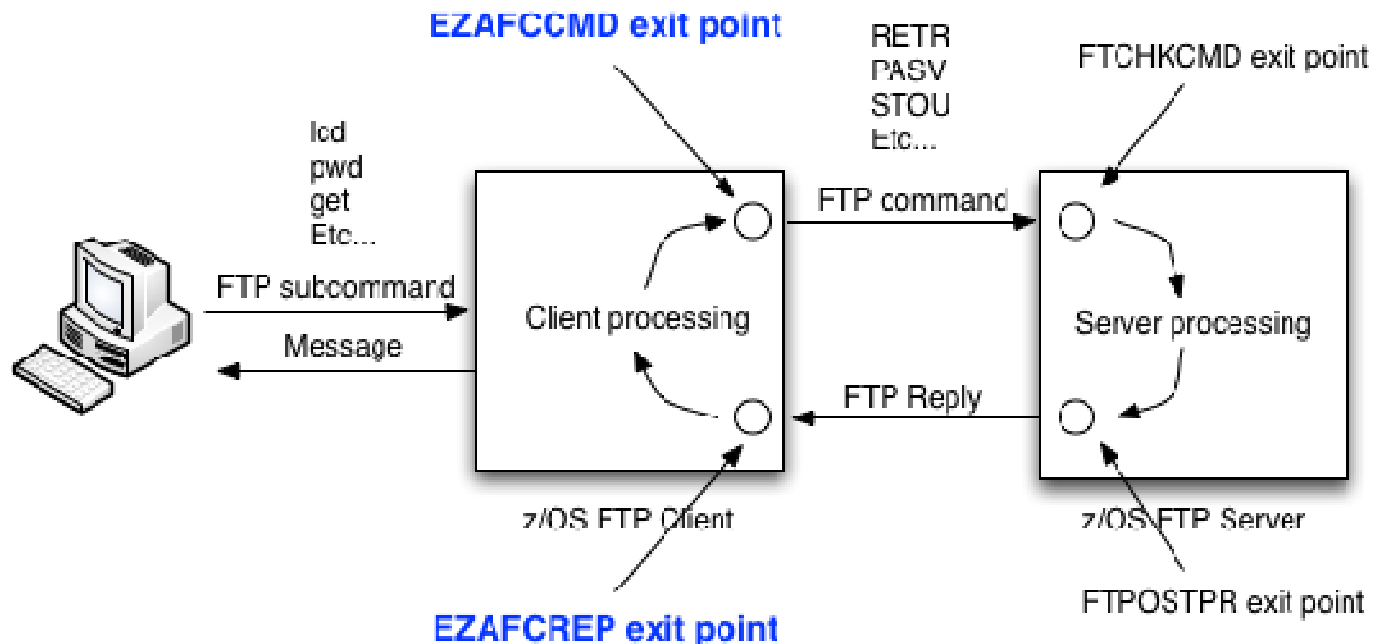 EZAFCCMD exit point
RETR
PASV
STOU
Etc...
FTCHKCMD exit point
lcd
pwd
get
Etc...
FTP subcommand
Message
Client processing
FTP command
FTP Reply
Server processing
z/OS FTP Client
z/OS FTP Server
EZAFCREP exit point
FTPOSTPR exit point